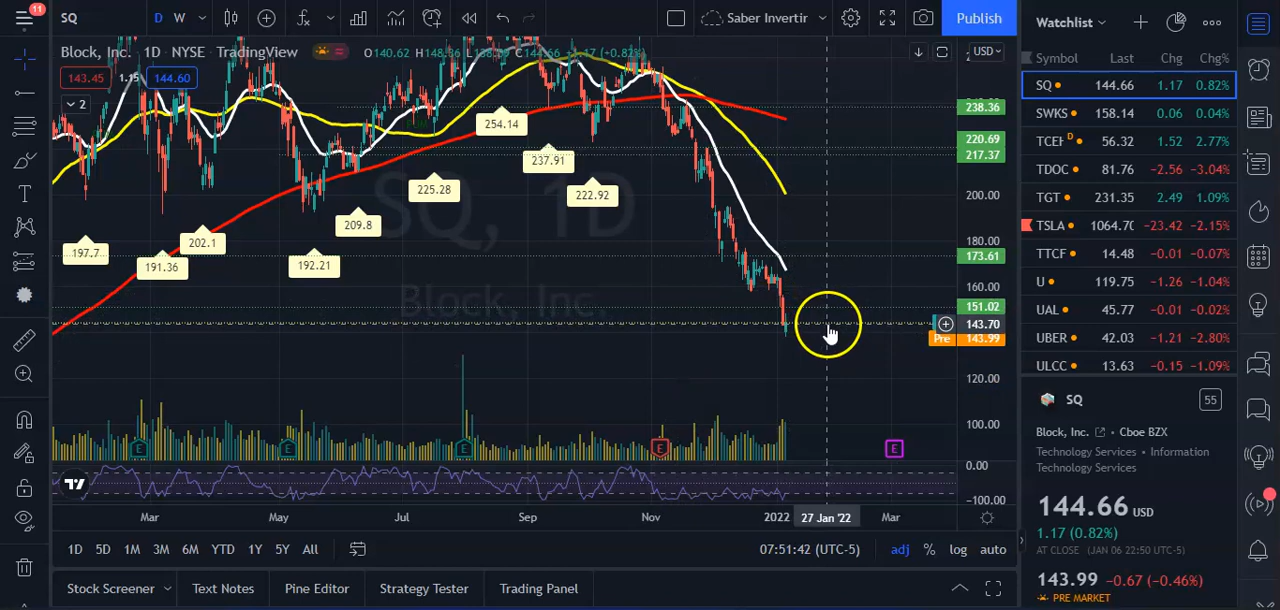 11
SQ
D W
Saber Invertir
Publish
Watchlist
Block, Inc. · 1D · NYSE · TradingView
O140.62 H148.36
USD
143.45 1.15 144.60
2
238.36
220.69
217.37
200.00
180.00
173.61
160.00
151.02
143.70
Pre 143.99
120.00
100.00
0.00
-100.00
SQ, 1D
Block, Inc.
254.14
237.91
225.28
222.92
209.8
202.1
197.7
191.36
192.21
E E E E E
Mar May Jul Sep Nov 2022 27 Jan '22 Mar
1D 5D 1M 3M 6M YTD 1Y 5Y All
07:51:42 (UTC-5) adj % log auto
Stock Screener Text Notes Pine Editor Strategy Tester Trading Panel
Symbol Last Chg Chg%
SQ 144.66 1.17 0.82%
SWKS 158.14 0.06 0.04%
D 56.32 1.52 2.77%
TDOC 81.76 -2.56 -3.04%
TGT 231.35 2.49 1.09%
TSLA 1064.70 -23.42 -2.15%
TTCF 14.48 -0.01 -0.07%
U 119.75 -1.26 -1.04%
UAL 45.77 -0.01 -0.02%
UBER 42.03 -1.21 -2.80%
ULCC 13.63 -0.15 -1.09%
SQ 55
Block, Inc. • Cboe BZX
Technology Services • Information
Technology Services
144.66 USD
1.17 (0.82%)
AT CLOSE (JAN 06 22:50 UTC-5)
143.99 -0.67 (-0.46%)
PRE MARKET